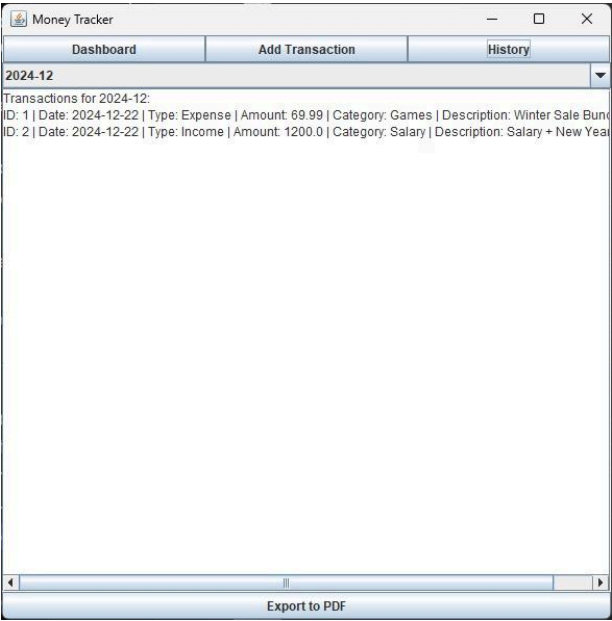 Money Tracker
Dashboard Add Transaction History
2024-12
Transactions for 2024-12:
ID: 1 | Date: 2024-12-22 | Type: Expense | Amount: 69.99 | Category: Games | Description: Winter Sale
ID: 2 | Date: 2024-12-22 | Type: Income | Amount: 1200.0 | Category: Salary | Description: Salary + New
Export to PDF